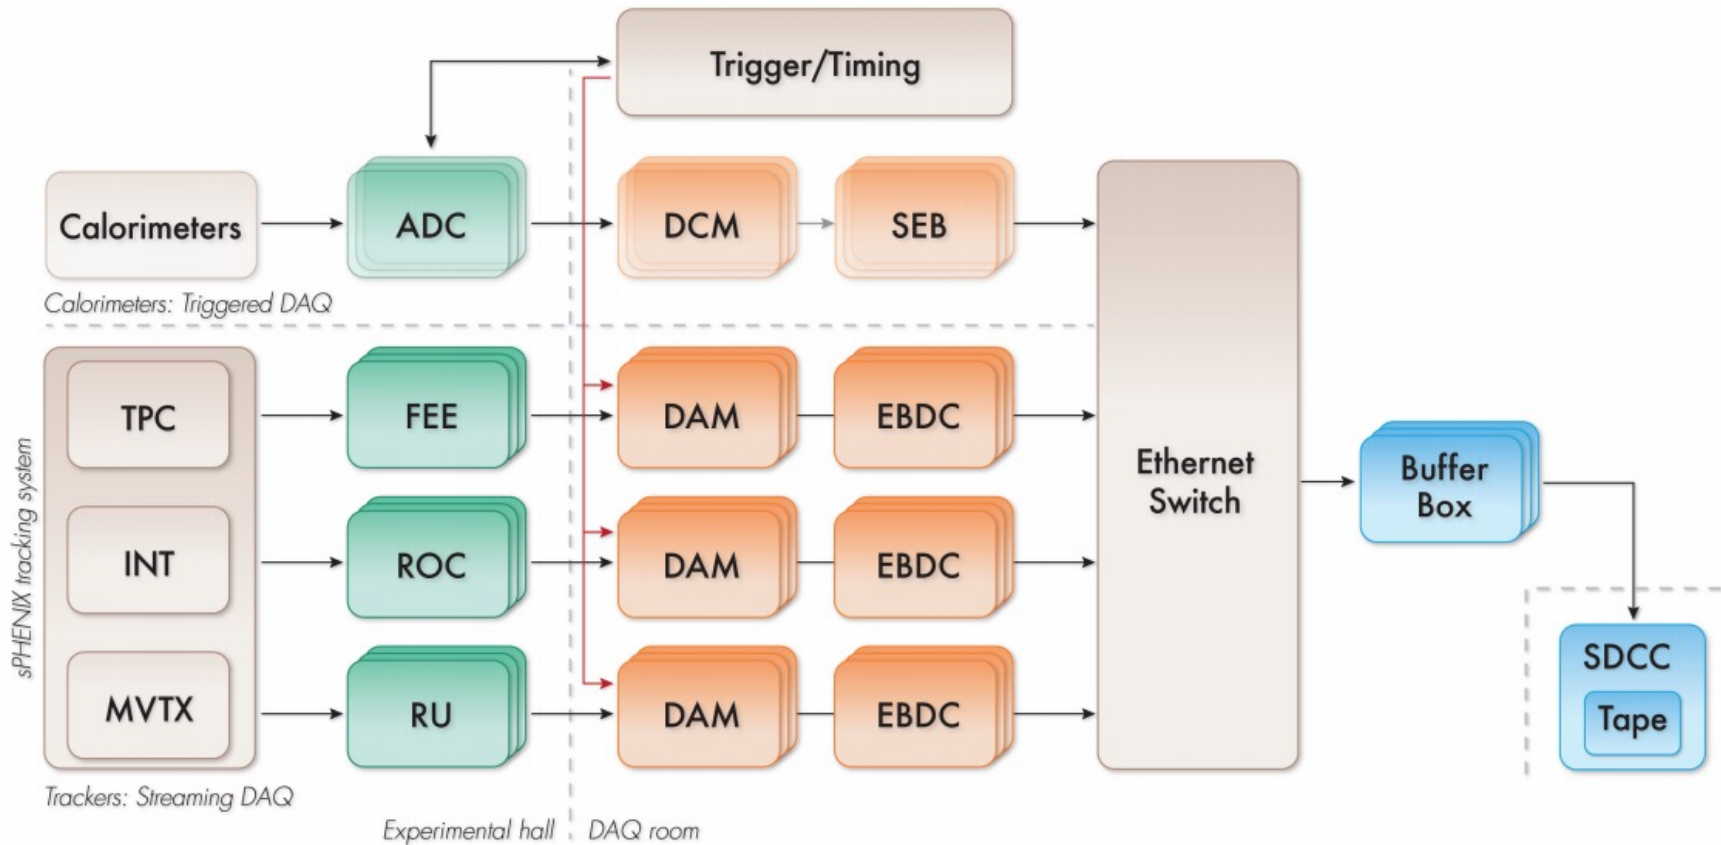 Trigger/Timing
Calorimeters
ADC
DCM
SEB
Calorimeters: Triggered DAQ
sPHENIX tracking system
TPC
FEE
DAM
EBDC
INT
ROC
DAM
EBDC
MVTX
RU
DAM
EBDC
Trackers: Streaming DAQ
Experimental hall
DAQ room
Ethernet
Switch
Buffer
Box
SDCC
Tape